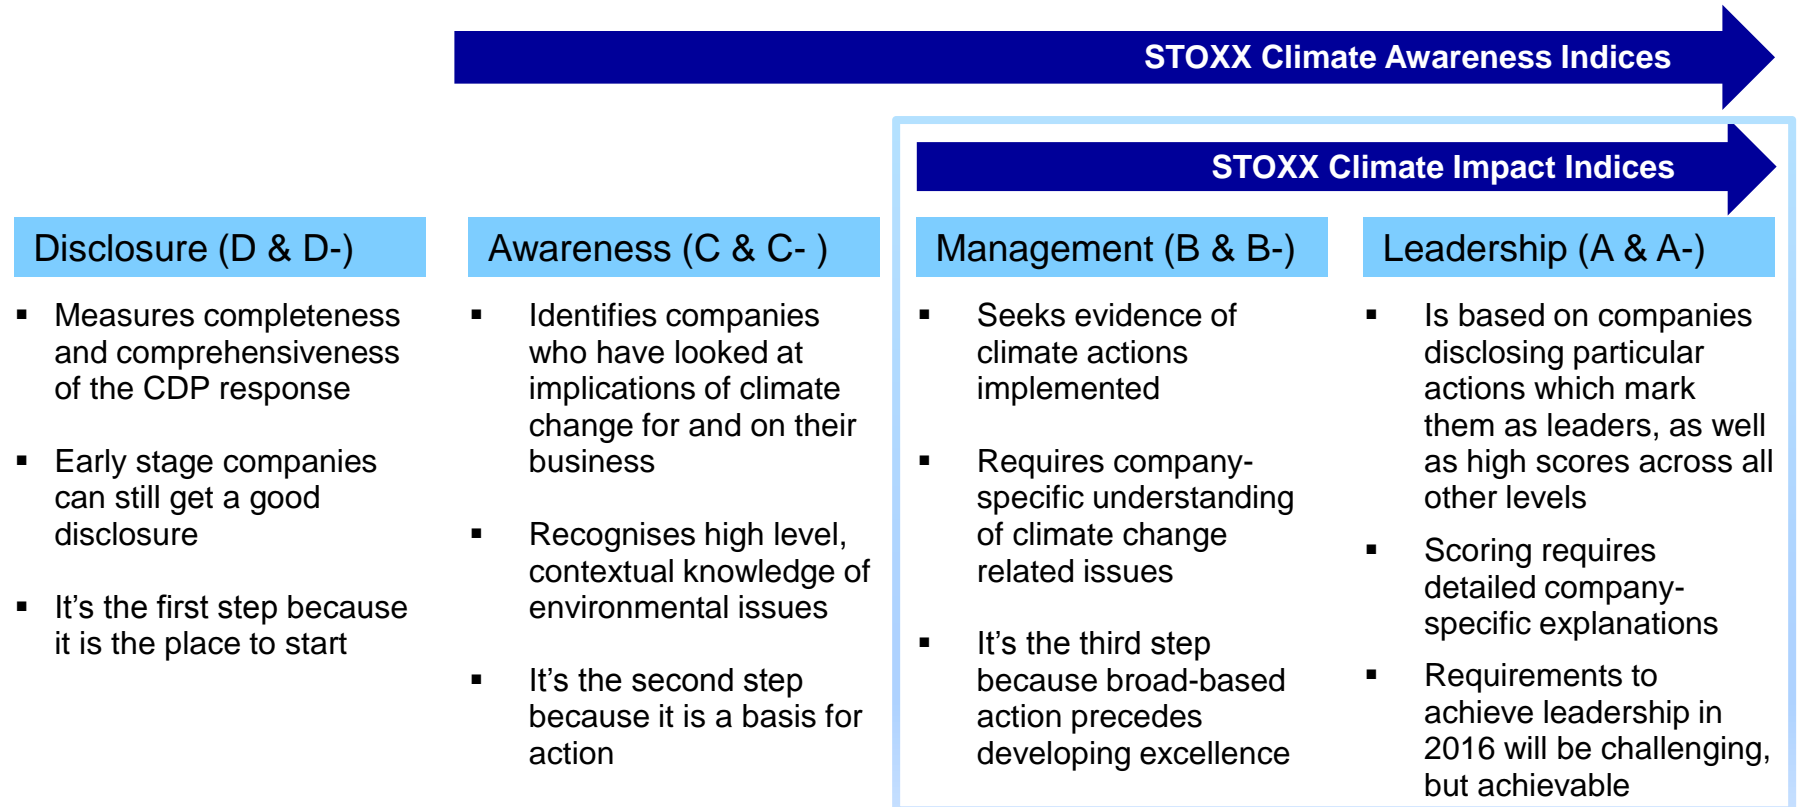 STOXX Climate Awareness Indices
STOXX Climate Impact Indices
Disclosure (D & D-)
▪ Measures completeness
and comprehensiveness
of the CDP response
▪ Early stage companies
can still get a good
disclosure
▪ It’s the first step because
it is the place to start
Awareness (C & C- )
▪ Identifies companies
who have looked at
implications of climate
change for and on their
business
▪ Recognises high level,
contextual knowledge of
environmental issues
▪ It’s the second step
because it is a basis for
action
Management (B & B-)
▪ Seeks evidence of
climate actions
implemented
▪ Requires company-
specific understanding
of climate change
related issues
▪ It’s the third step
because broad-based
action precedes
developing excellence
Leadership (A & A-)
▪ Is based on companies
disclosing particular
actions which mark
them as leaders, as well
as high scores across all
other levels
▪ Scoring requires
detailed company-
specific explanations
▪ Requirements to
achieve leadership in
2016 will be challenging,
but achievable